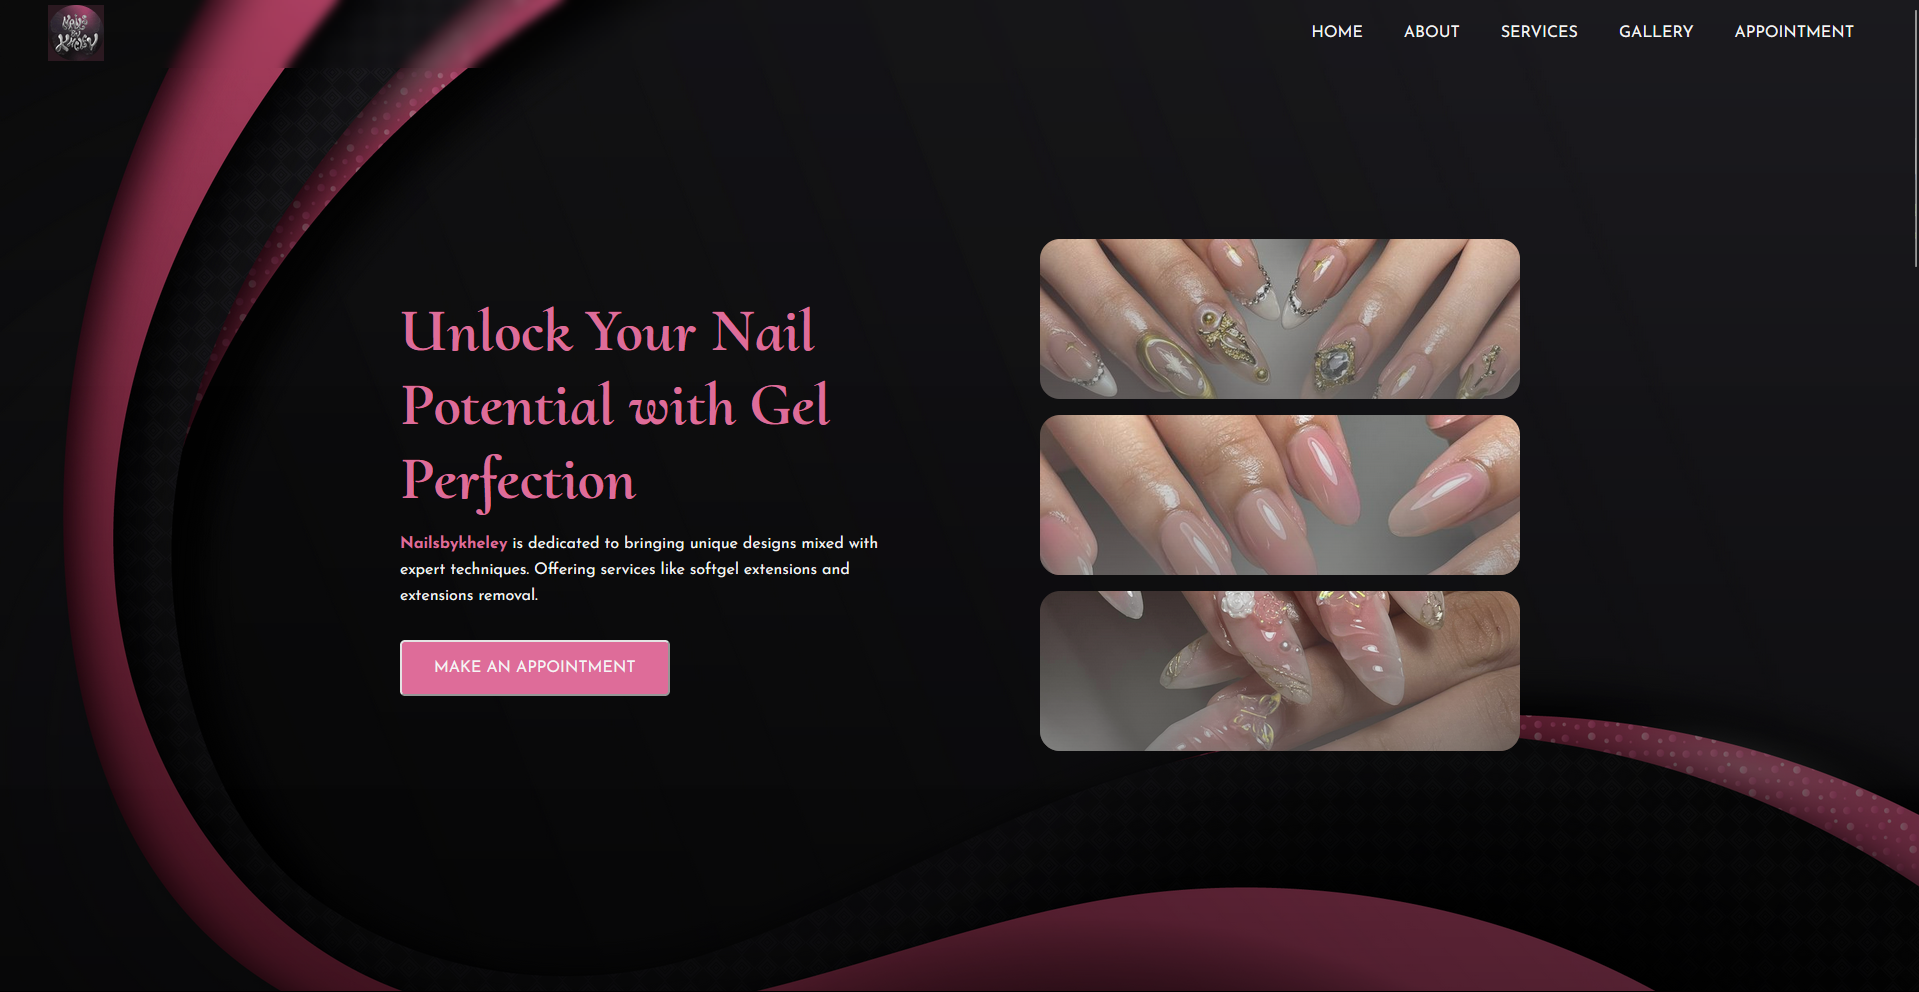 Nails
By
Kheley
HOME ABOUT SERVICES GALLERY APPOINTMENT
Unlock Your Nail
Potential with Gel
Perfection
Nailsbykheley is dedicated to bringing unique designs mixed with
expert techniques. Offering services like softgel extensions and
extensions removal.
MAKE AN APPOINTMENT